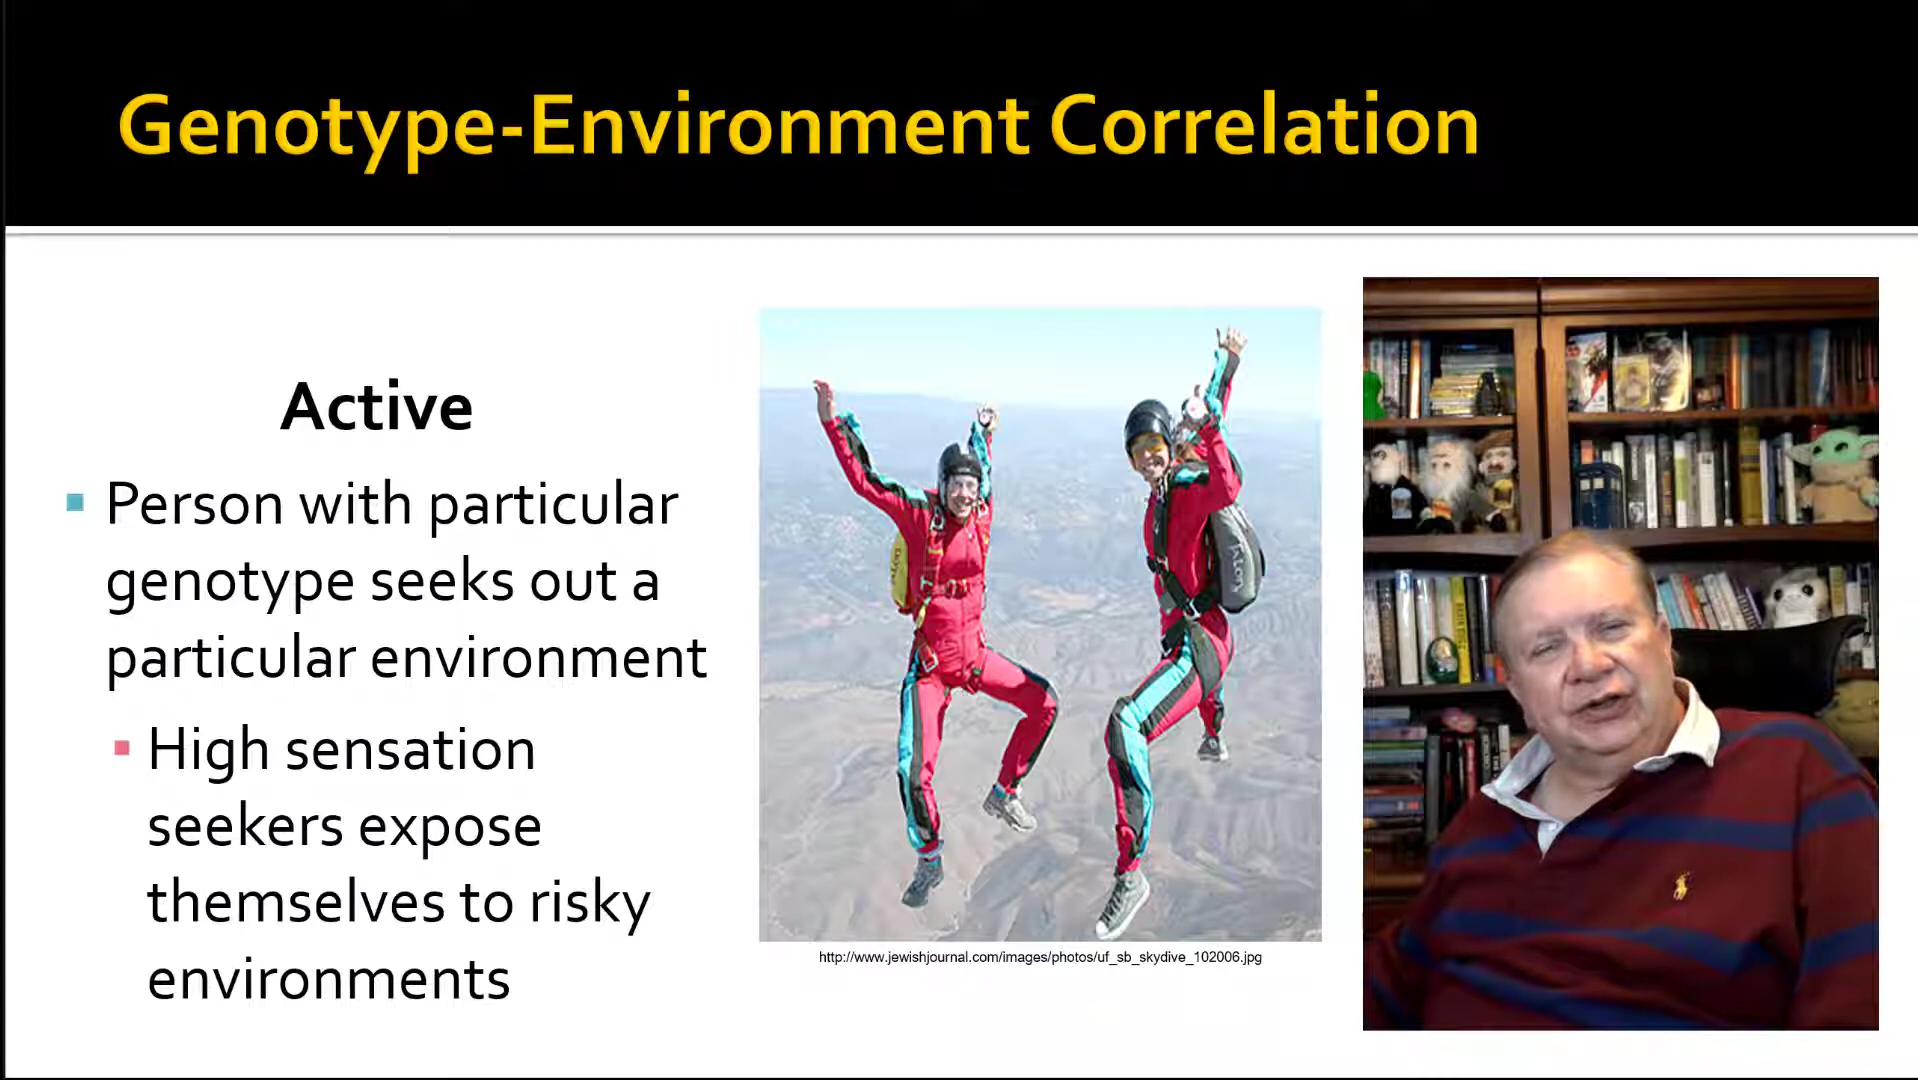 Genotype-Environment Correlation
Active
Person with particular
genotype seeks out a
particular environment
High sensation
seekers expose
themselves to risky
environments
http://www.jewishjournal.com/images/photos/uf_sb_skydive_102006.jpg